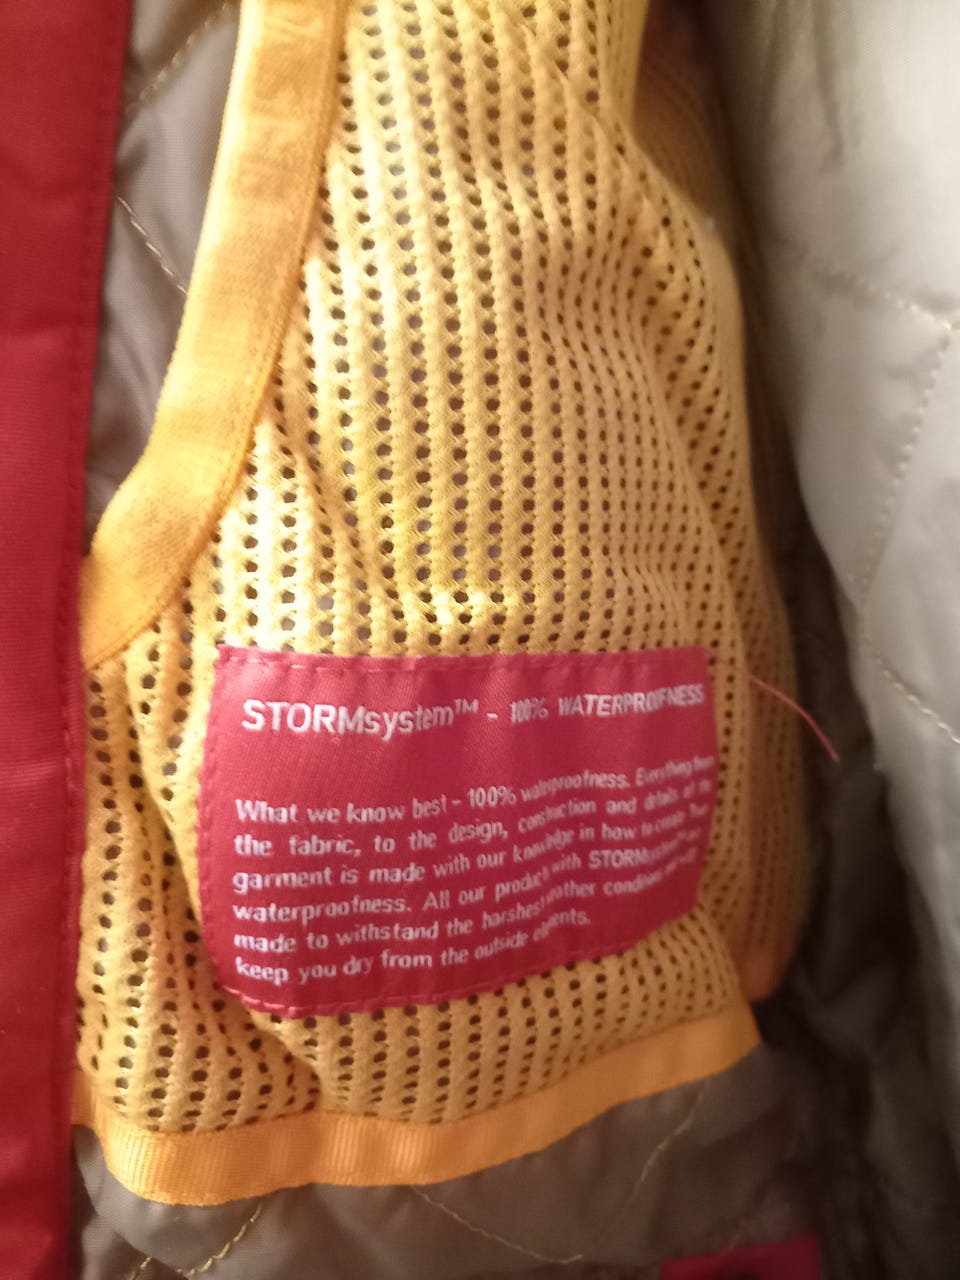 STORMsystem™ - 100% WATERPROOFNESS
What we know best - 100% waterproofness. Everything from
the fabric, to the design, construction and details of the
garment is made with our knowledge in how to create
waterproofness. All our products with STORMsystem™
made to withstand the harshest weather conditions
keep you dry from the outside elements.